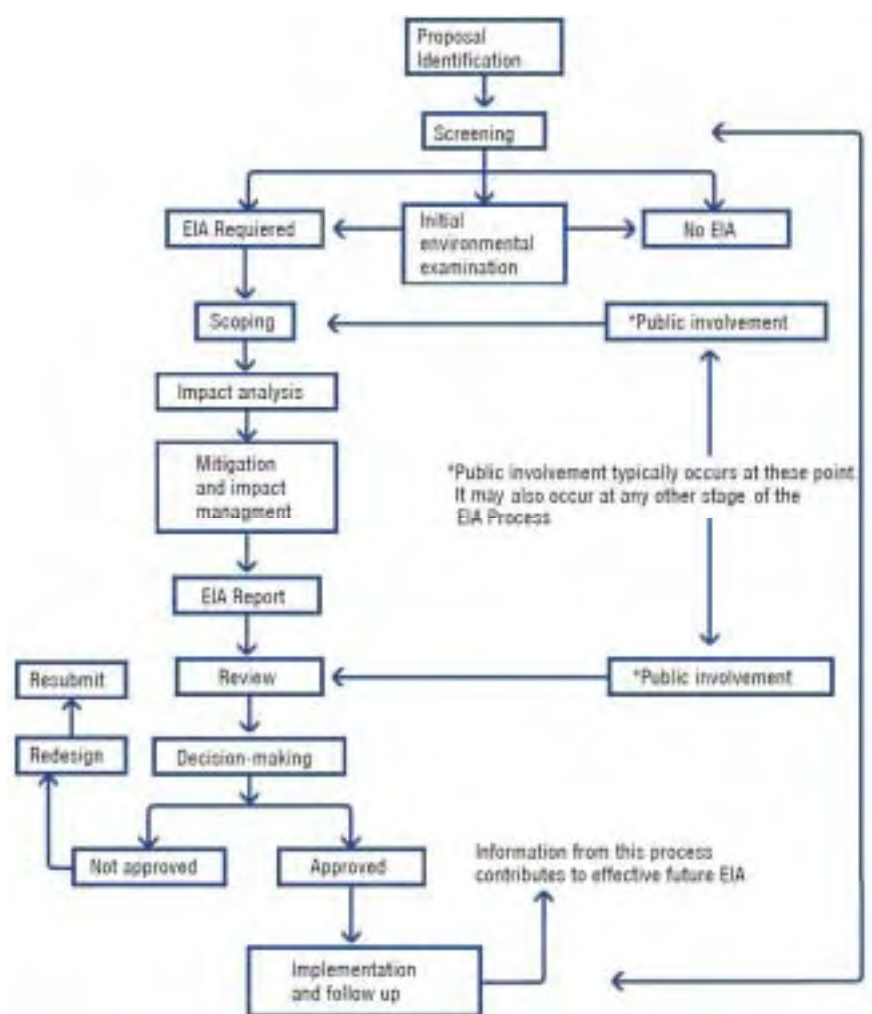 Proposal
Identification
Screening
EIA Requiered
Initial
environmental
examination
No EIA
Scoping
*Public involvement
Impact analysis
Mitigation
and impact
managment
*Public involvement typically occurs at these point.
It may also occur at any other stage of the
EIA Process
EIA Report
Resubmit
Review
*Public involvement
Redesign
Decision-making
Not approved
Approved
Information from this process
contributes to effective future EIA
Implementation
and follow up